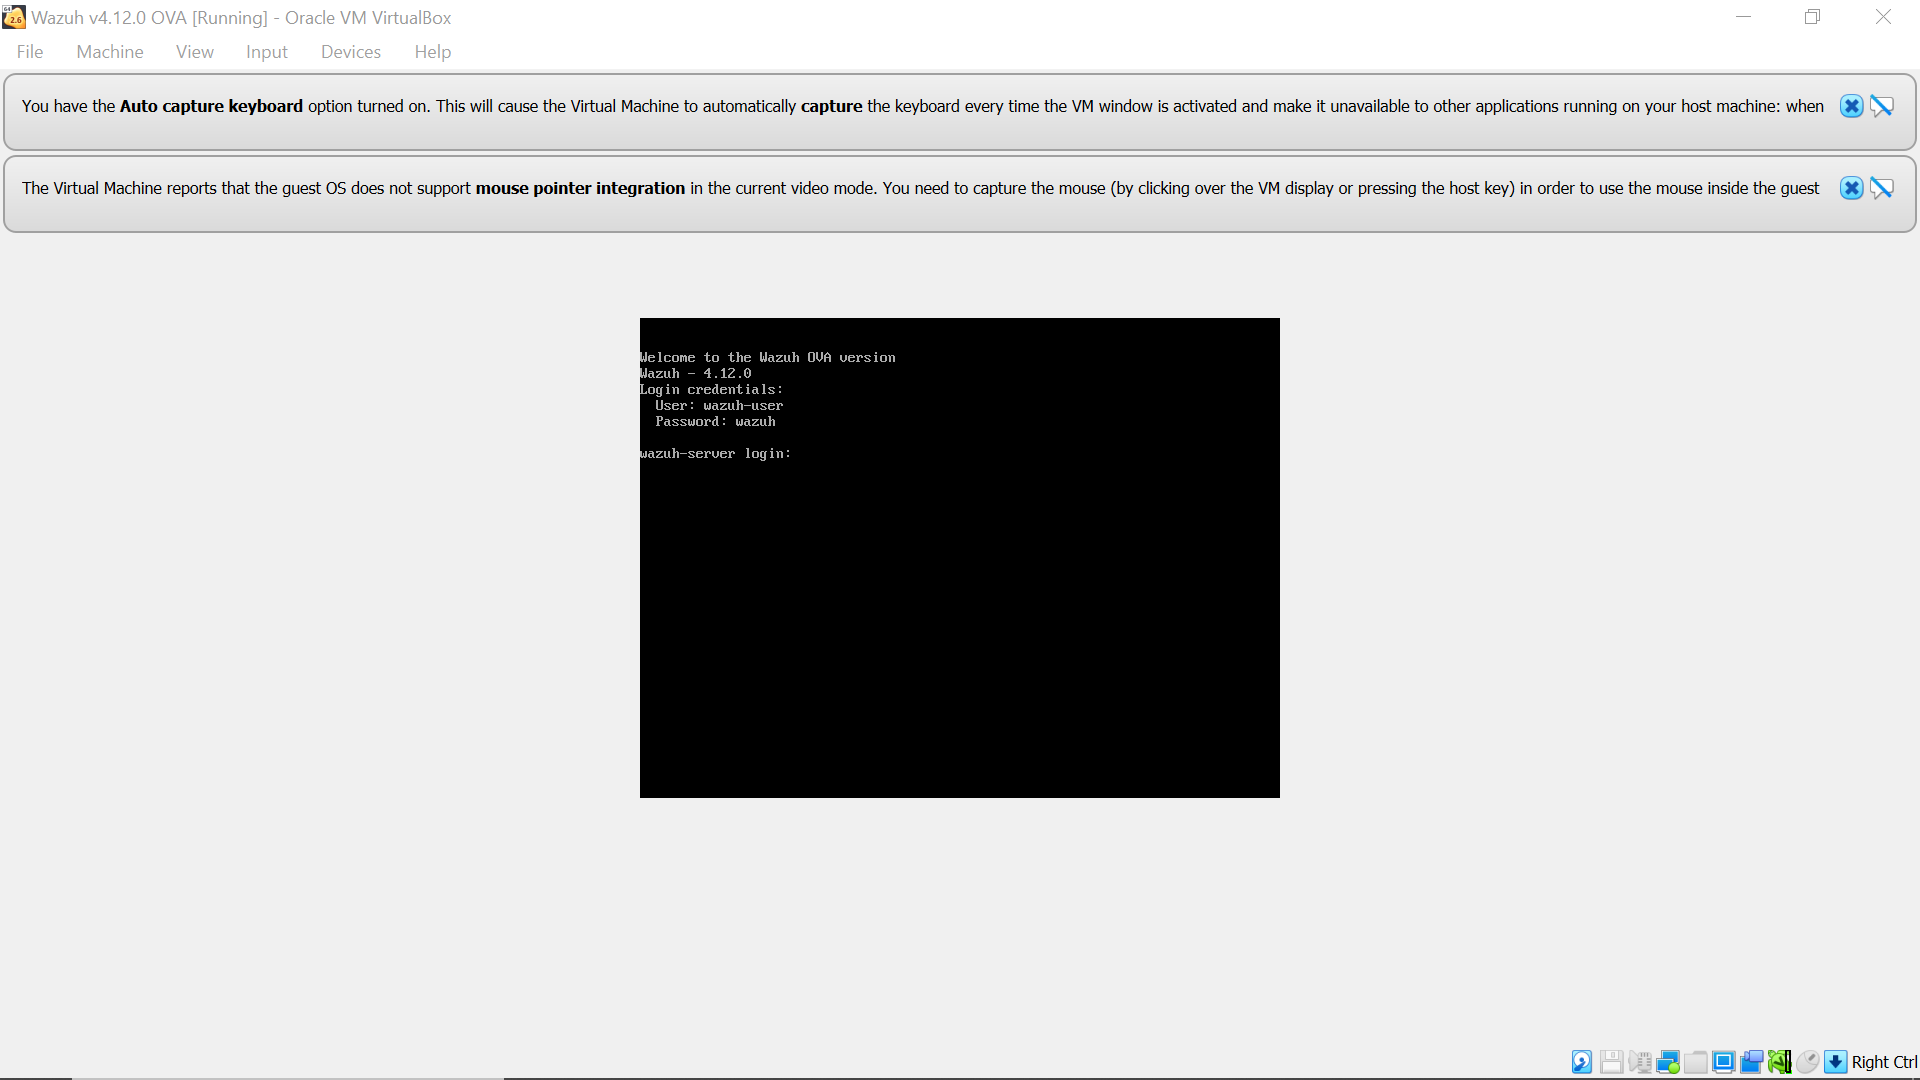 Wazuh v4.12.0 OVA [Running] - Oracle VM VirtualBox
File Machine View Input Devices Help
You have the Auto capture keyboard option turned on. This will cause the Virtual Machine to automatically capture the keyboard every time the VM window is activated and make it unavailable to other applications running on your host machine: when
The Virtual Machine reports that the guest OS does not support mouse pointer integration in the current video mode. You need to capture the mouse (by clicking over the VM display or pressing the host key) in order to use the mouse inside the guest
Welcome to the Wazuh OVA version
Wazuh - 4.12.0
Login credentials:
User: wazuh-user
Password: wazuh
wazuh-server login:
Right Ctrl